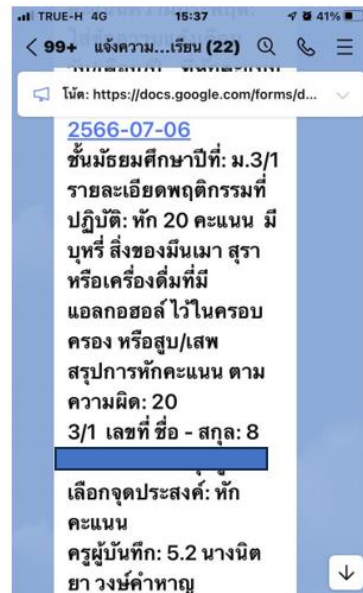 TRUE-H 4G 15:37 41%
99+ แจ้งความ...เรียน (22)
โน้ต: https://docs.google.com/forms/d...
2566-07-06
ชั้นมัธยมศึกษาปีที่: ม.3/1
รายละเอียดพฤติกรรมที่
ปฏิบัติ: หัก 20 คะแนน มี
บุหรี่ สิ่งของมึนเมา สุรา
หรือเครื่องดื่มที่มี
แอลกอฮอล์ ไว้ในครอบ
ครอง หรือสูบ/เสพ
สรุปการหักคะแนน ตาม
ความผิด: 20
3/1 เลขที่ ชื่อ - สกุล: 8
เลือกจุดประสงค์: หัก
คะแนน
ครูผู้บันทึก: 5.2 นางนิต
ยา วงษ์คำหาญ